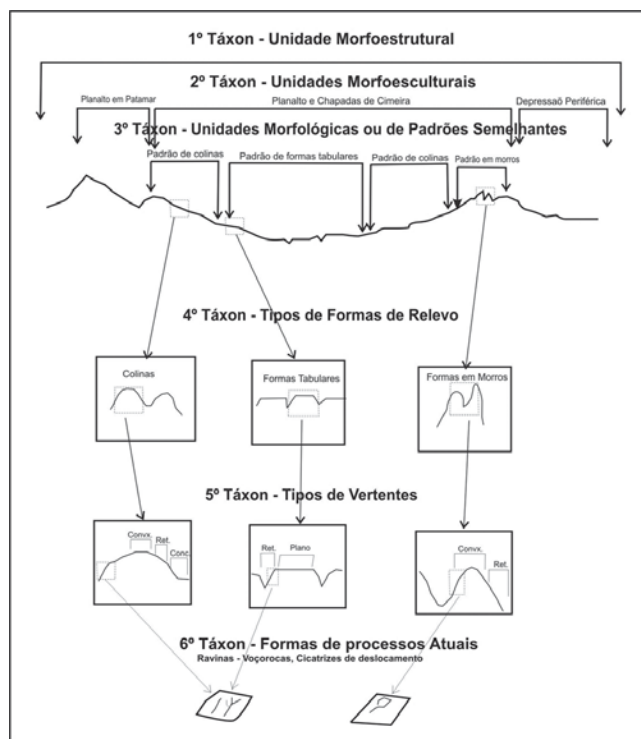 1º Táxon - Unidade Morfoestrutural
2º Táxon - Unidades Morfoesculturais
Planalto em Patamar
Planalto e Chapadas de Cimeira
Depressaõ Periférica
3º Táxon - Unidades Morfológicas ou de Padrões Semelhantes
Padrão de colinas
Padrão de formas tabulares
Padrão de colinas
Padrão em morros
4º Táxon - Tipos de Formas de Relevo
Colinas
Formas Tabulares
Formas em Morros
5º Táxon - Tipos de Vertentes
Convx.
Ret.
Conc.
Ret.
Plano
Convx.
Ret.
6º Táxon - Formas de processos Atuais
Ravinas - Voçorocas, Cicatrizes de deslocamento